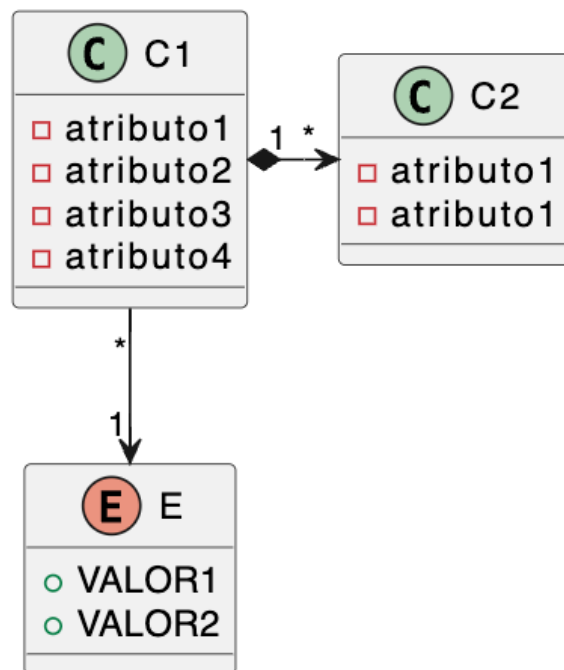 C C1
atributo1
atributo2
atributo3
atributo4
1 *
C C2
atributo1
atributo1
*
1
E E
VALOR1
VALOR2